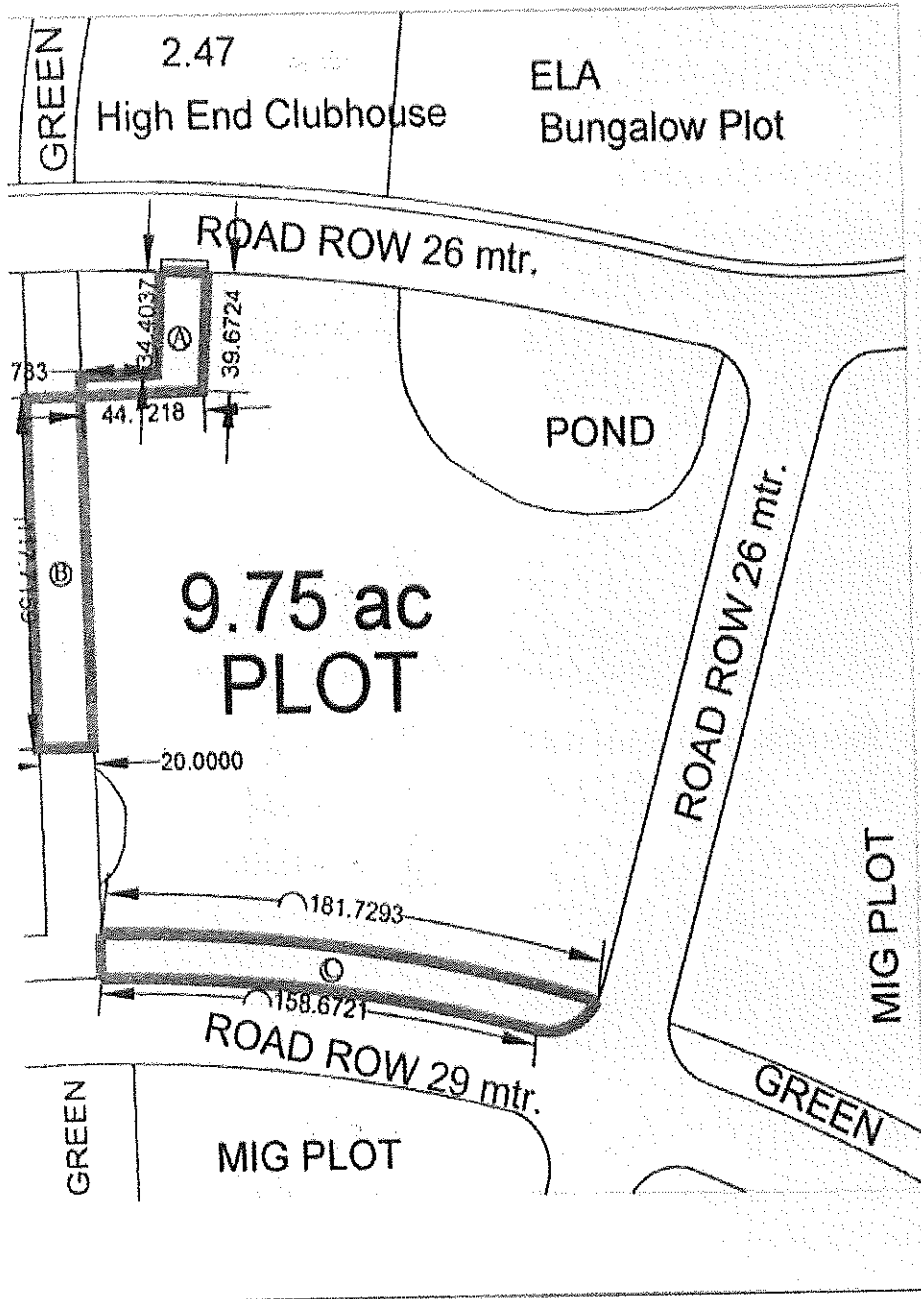 GREEN
2.47
High End Clubhouse
ELA
Bungalow Plot
ROAD ROW 26 mtr.
34.4037
A
39.6724
783
POND
B
9.75 ac
PLOT
ROAD ROW 26 mtr.
20.0000
MIG PLOT
181.7293
C
158.6721
ROAD ROW 29 mtr.
GREEN
GREEN
MIG PLOT